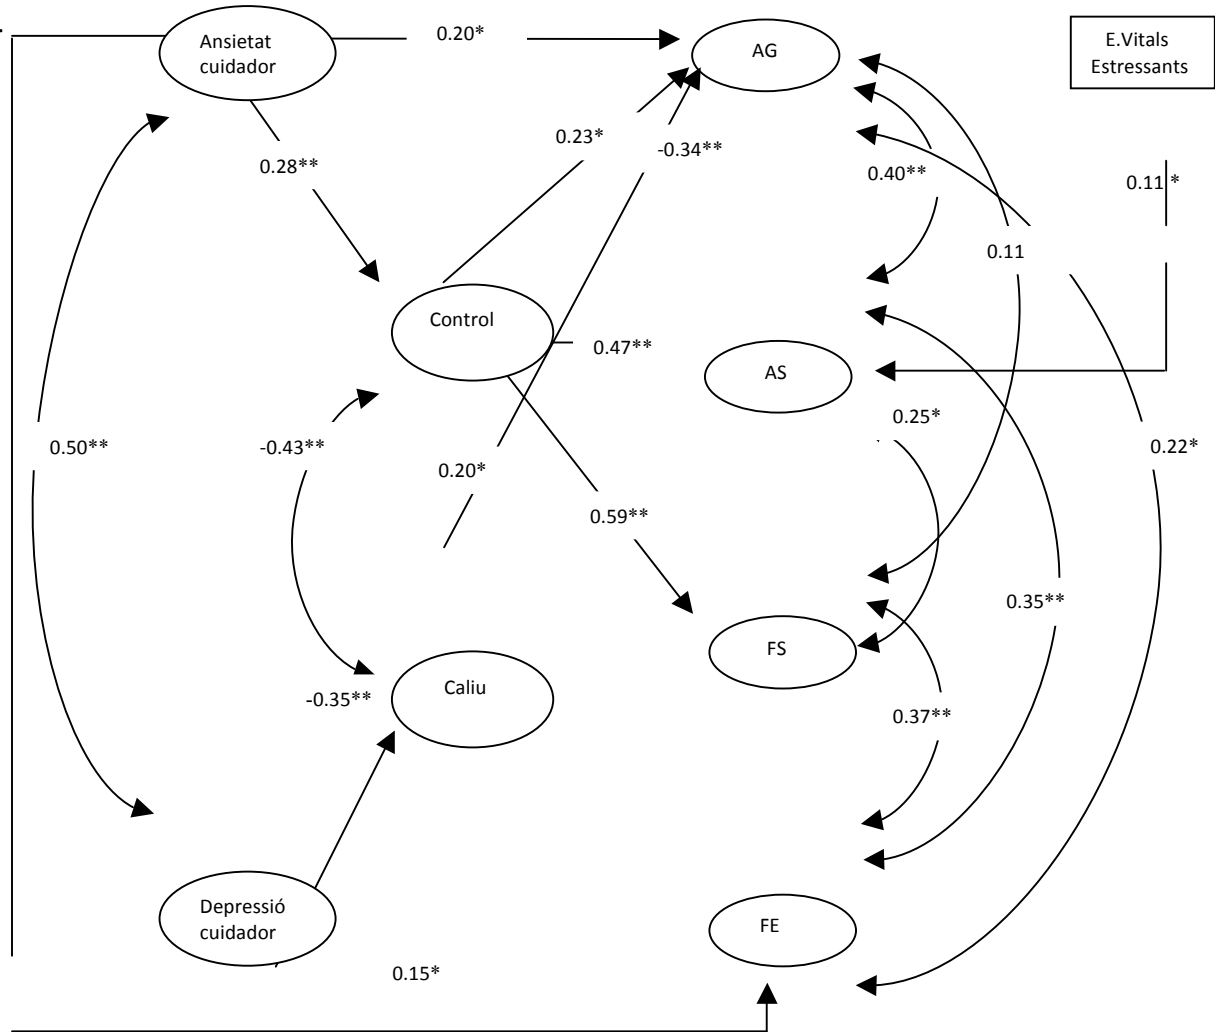 Ansietat
cuidador
0.20*
AG
E.Vitals
Estressants
0.23*
-0.34**
0.28**
0.40**
0.11 *
0.11
Control
0.47**
AS
0.25*
0.50**
-0.43**
0.20*
0.22*
0.59**
0.35**
FS
Caliu
-0.35**
0.37**
Depressió
cuidador
FE
0.15*